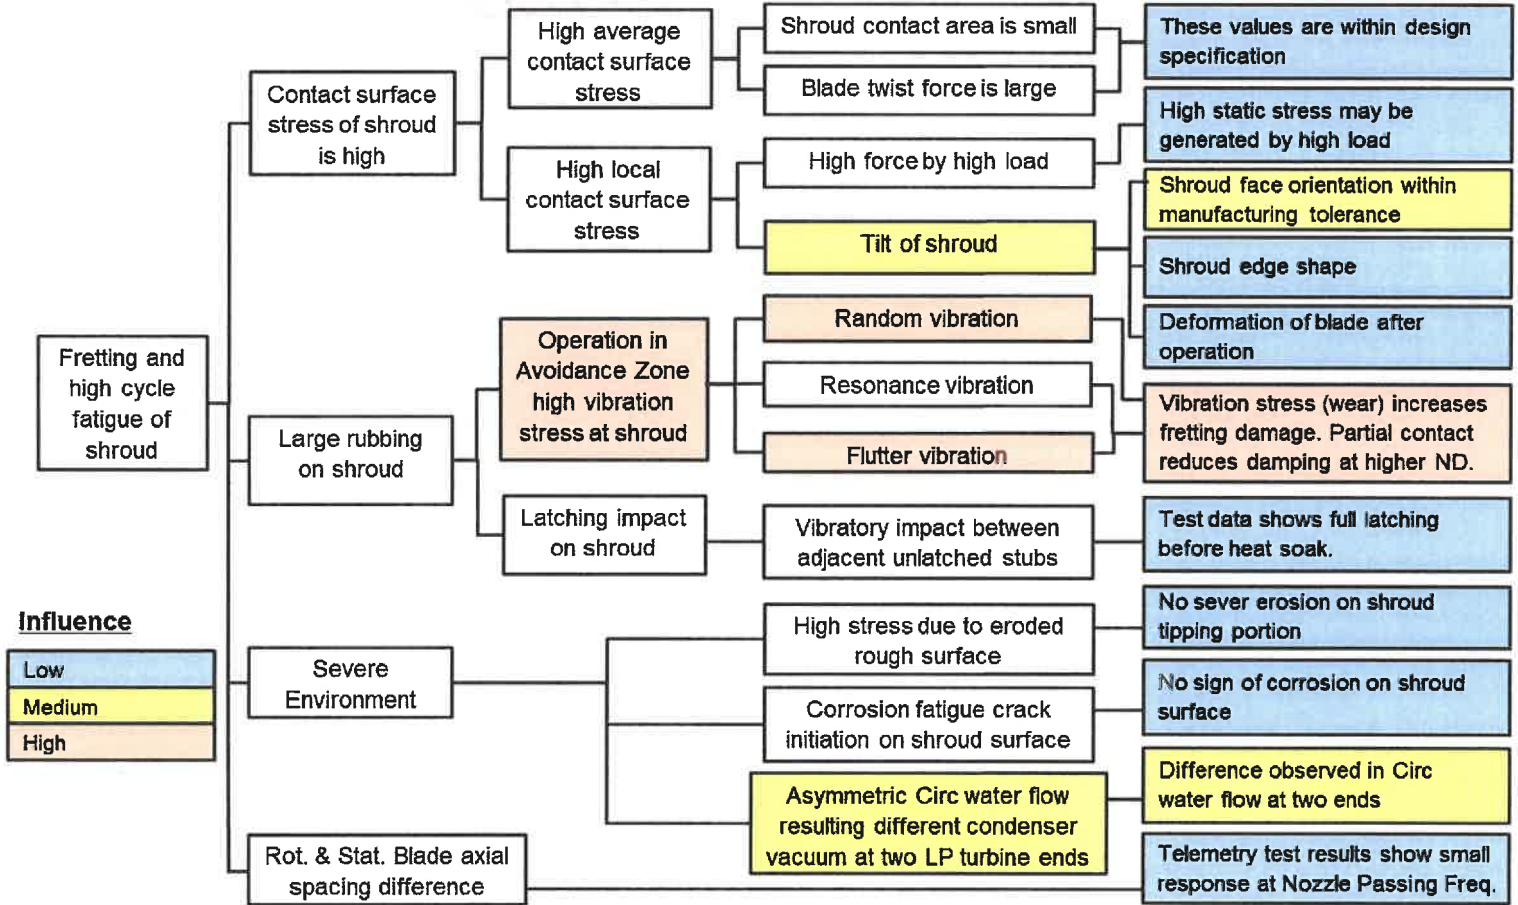 Fretting and
high cycle
fatigue of
shroud
Contact surface
stress of shroud
is high
High average
contact surface
stress
Shroud contact area is small
Blade twist force is large
These values are within design
specification
High local
contact surface
stress
High force by high load
High static stress may be
generated by high load
Tilt of shroud
Shroud face orientation within
manufacturing tolerance
Shroud edge shape
Deformation of blade after
operation
Large rubbing
on shroud
Operation in
Avoidance Zone
high vibration
stress at shroud
Random vibration
Resonance vibration
Flutter vibration
Vibration stress (wear) increases
fretting damage. Partial contact
reduces damping at higher ND.
Latching impact
on shroud
Vibratory impact between
adjacent unlatched stubs
Test data shows full latching
before heat soak.
Severe
Environment
High stress due to eroded
rough surface
No sever erosion on shroud
tipping portion
Corrosion fatigue crack
initiation on shroud surface
No sign of corrosion on shroud
surface
Asymmetric Circ water flow
resulting different condenser
vacuum at two LP turbine ends
Difference observed in Circ
water flow at two ends
Rot. & Stat. Blade axial
spacing difference
Telemetry test results show small
response at Nozzle Passing Freq.
Influence
Low
Medium
High